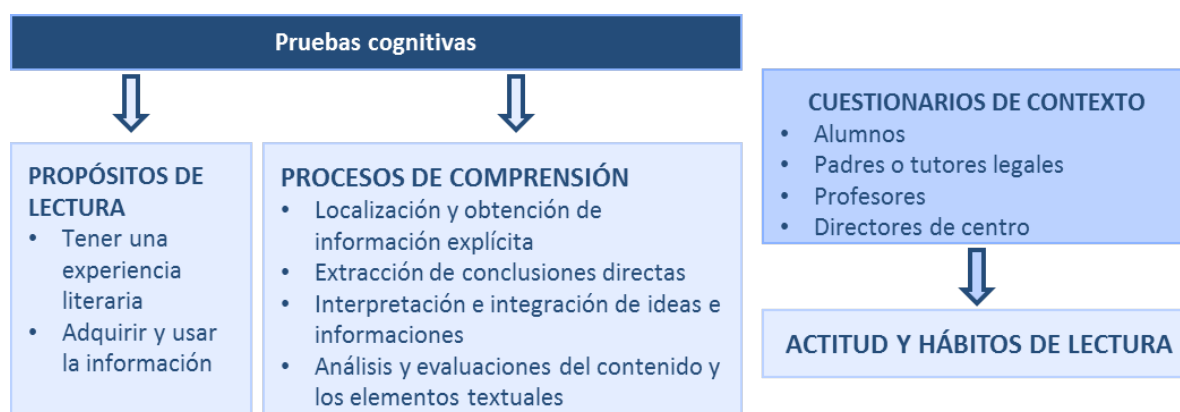 Pruebas cognitivas
PROPÓSITOS DE
LECTURA
• Tener una
experiencia
literaria
• Adquirir y usar
la información
PROCESOS DE COMPRENSIÓN
• Localización y obtención de
información explícita
• Extracción de conclusiones directas
• Interpretación e integración de ideas e
informaciones
• Análisis y evaluaciones del contenido y
los elementos textuales
CUESTIONARIOS DE CONTEXTO
• Alumnos
• Padres o tutores legales
• Profesores
• Directores de centro
ACTITUD Y HÁBITOS DE LECTURA